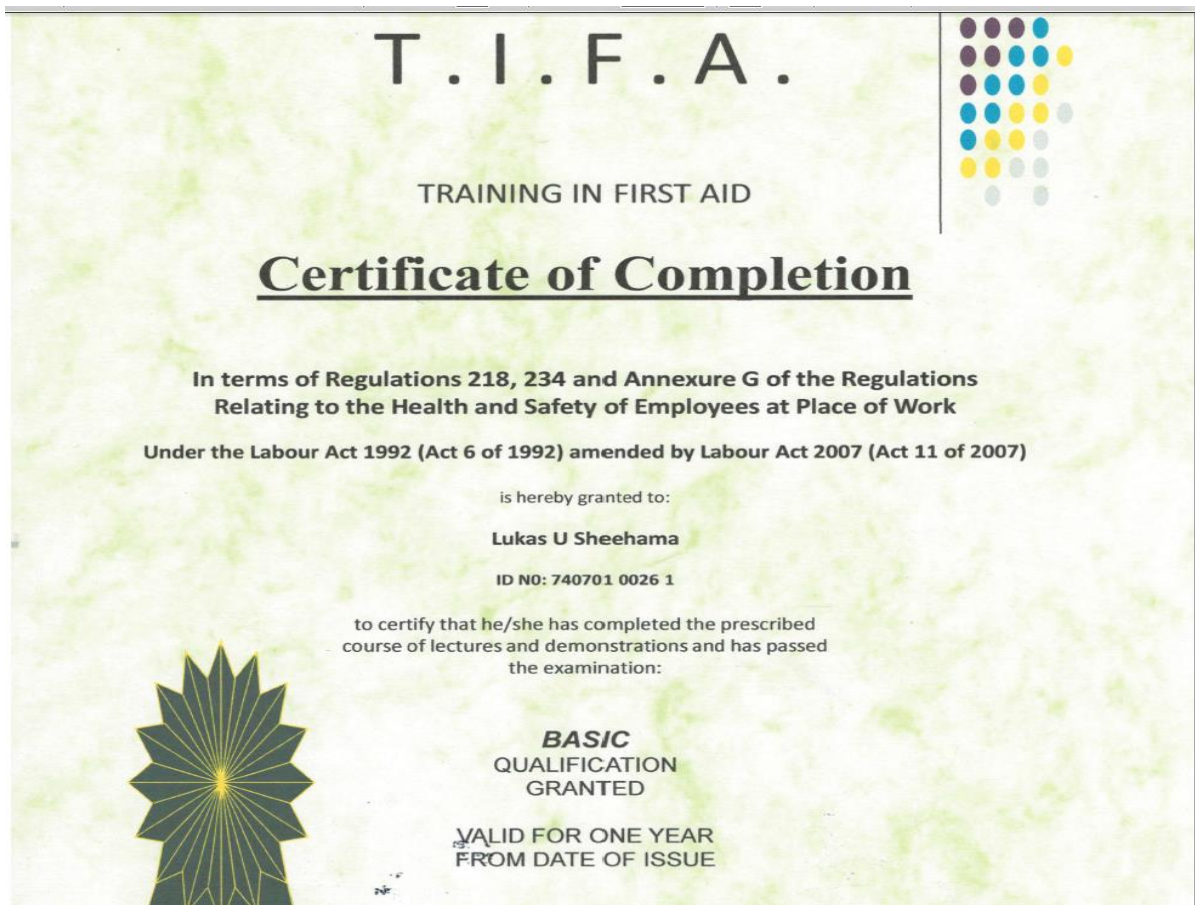 T.I.F.A.
TRAINING IN FIRST AID
Certificate of Completion
In terms of Regulations 218, 234 and Annexure G of the Regulations
Relating to the Health and Safety of Employees at Place of Work
Under the Labour Act 1992 (Act 6 of 1992) amended by Labour Act 2007 (Act 11 of 2007)
is hereby granted to:
Lukas U Sheehama
ID N0: 740701 0026 1
to certify that he/she has completed the prescribed
course of lectures and demonstrations and has passed
the examination:
BASIC
QUALIFICATION
GRANTED
VALID FOR ONE YEAR
FROM DATE OF ISSUE